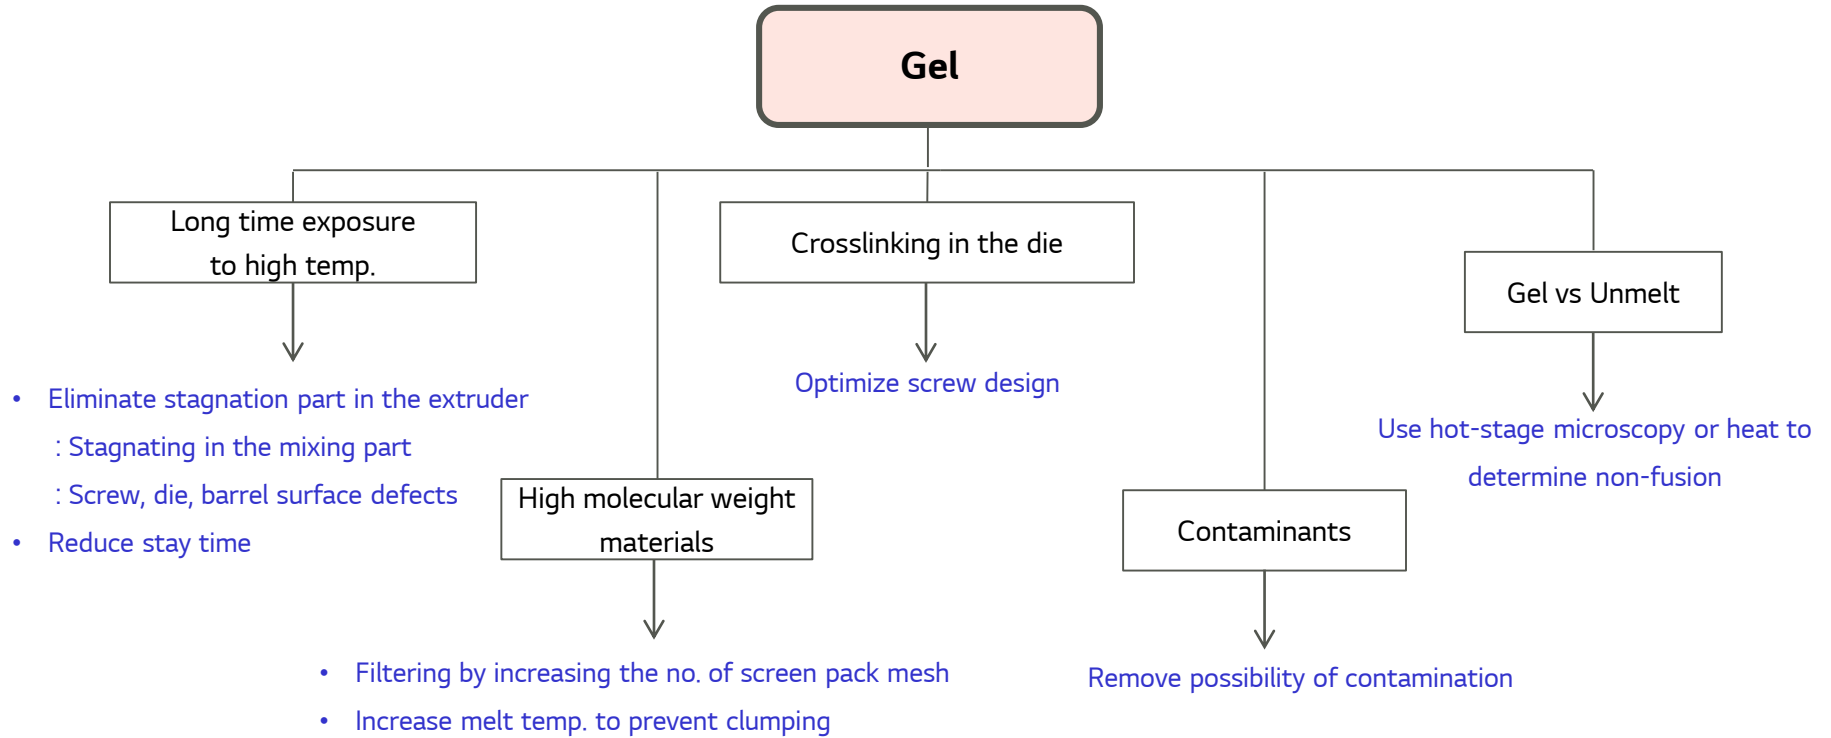 Gel
Long time exposure
to high temp.
• Eliminate stagnation part in the extruder
: Stagnating in the mixing part
: Screw, die, barrel surface defects
• Reduce stay time
High molecular weight
materials
• Filtering by increasing the no. of screen pack mesh
• Increase melt temp. to prevent clumping
Crosslinking in the die
Optimize screw design
Contaminants
Remove possibility of contamination
Gel vs Unmelt
Use hot-stage microscopy or heat to
determine non-fusion